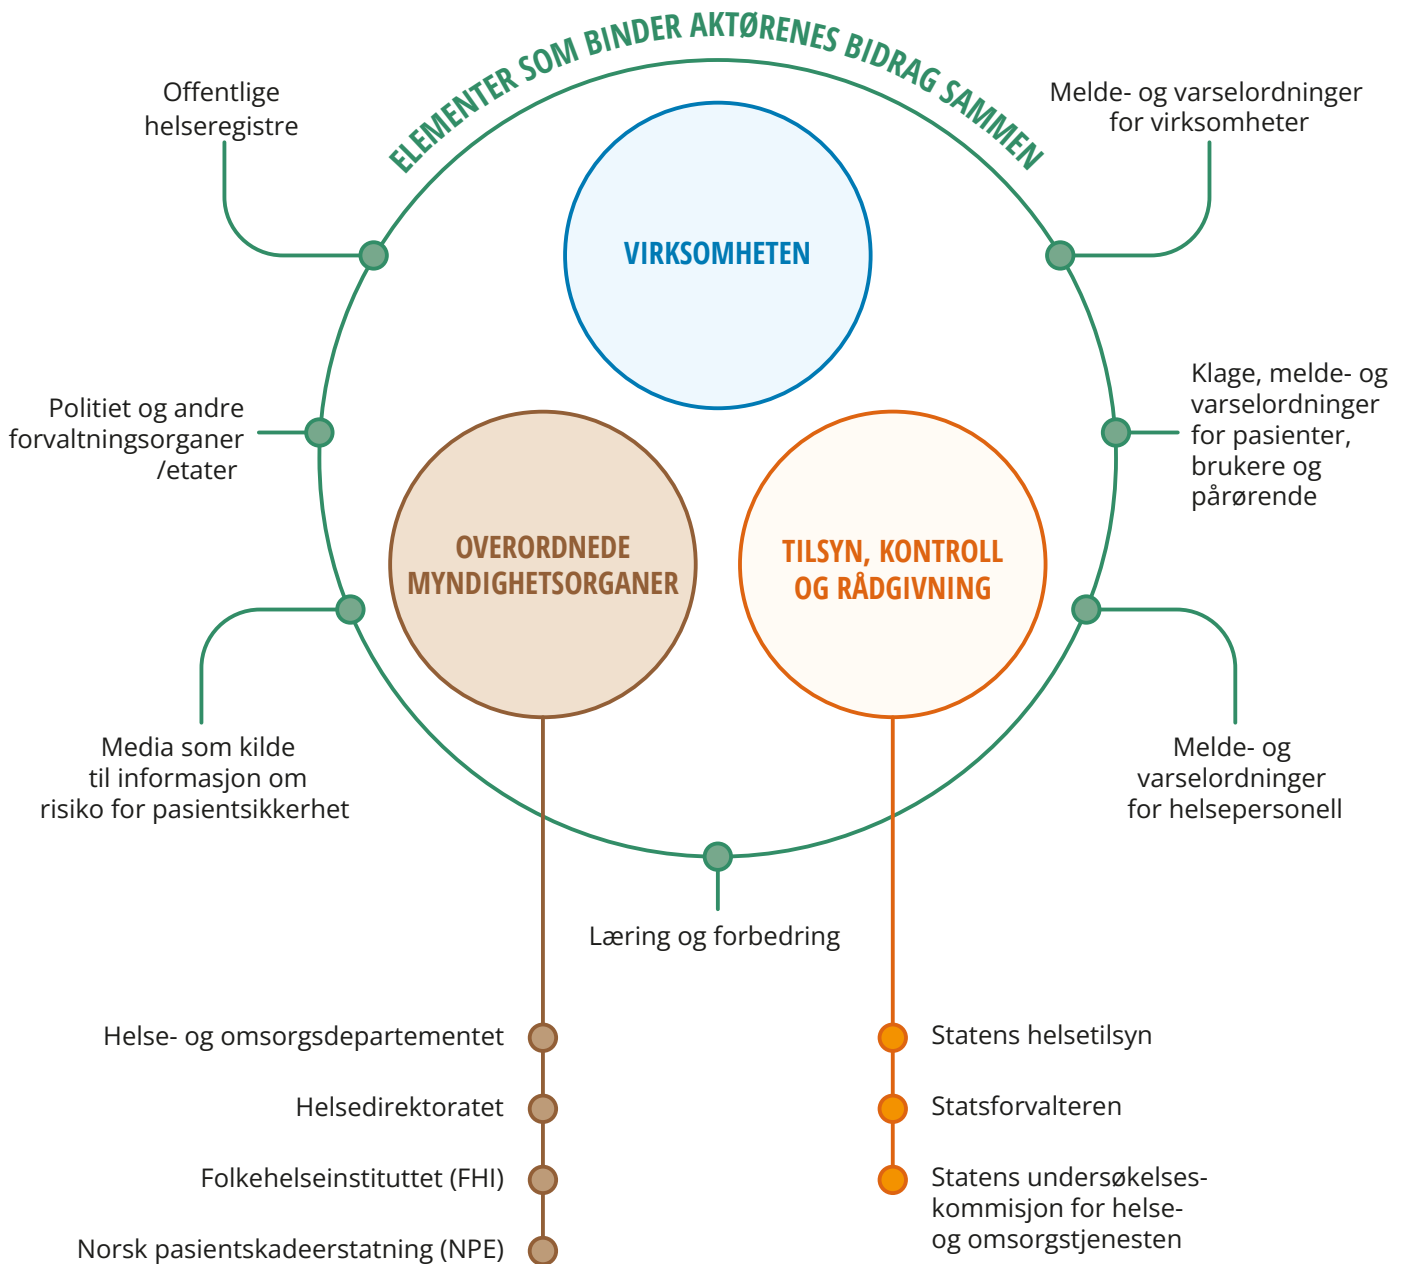 ELEMENTER SOM BINDER AKTØRENES BIDRAG SAMMEN
Offentlige
helseregistre
Melde- og varselordninger
for virksomheter
VIRKSOMHETEN
Politiet og andre
forvaltningsorganer
/etater
Klage, melde- og
varselordninger
for pasienter,
brukere og
pårørende
OVERORDNEDE
MYNDIGHETSORGANER
TILSYN, KONTROLL
OG RÅDGIVNING
Media som kilde
til informasjon om
risiko for pasientsikkerhet
Melde- og
varselordninger
for helsepersonell
Læring og forbedring
Helse- og omsorgsdepartementet
Helsedirektoratet
Folkehelseinstituttet (FHI)
Norsk pasientskadeerstatning (NPE)
Statens helsetilsyn
Statsforvalteren
Statens undersøkelses-
kommisjon for helse-
og omsorgstjenesten